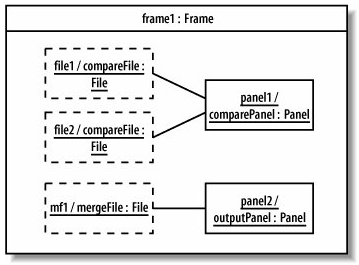 frame1 : Frame
file1 / compareFile :
File
file2 / compareFile :
File
panel1 /
comparePanel : Panel
mf1 / mergeFile : File
panel2 /
outputPanel : Panel